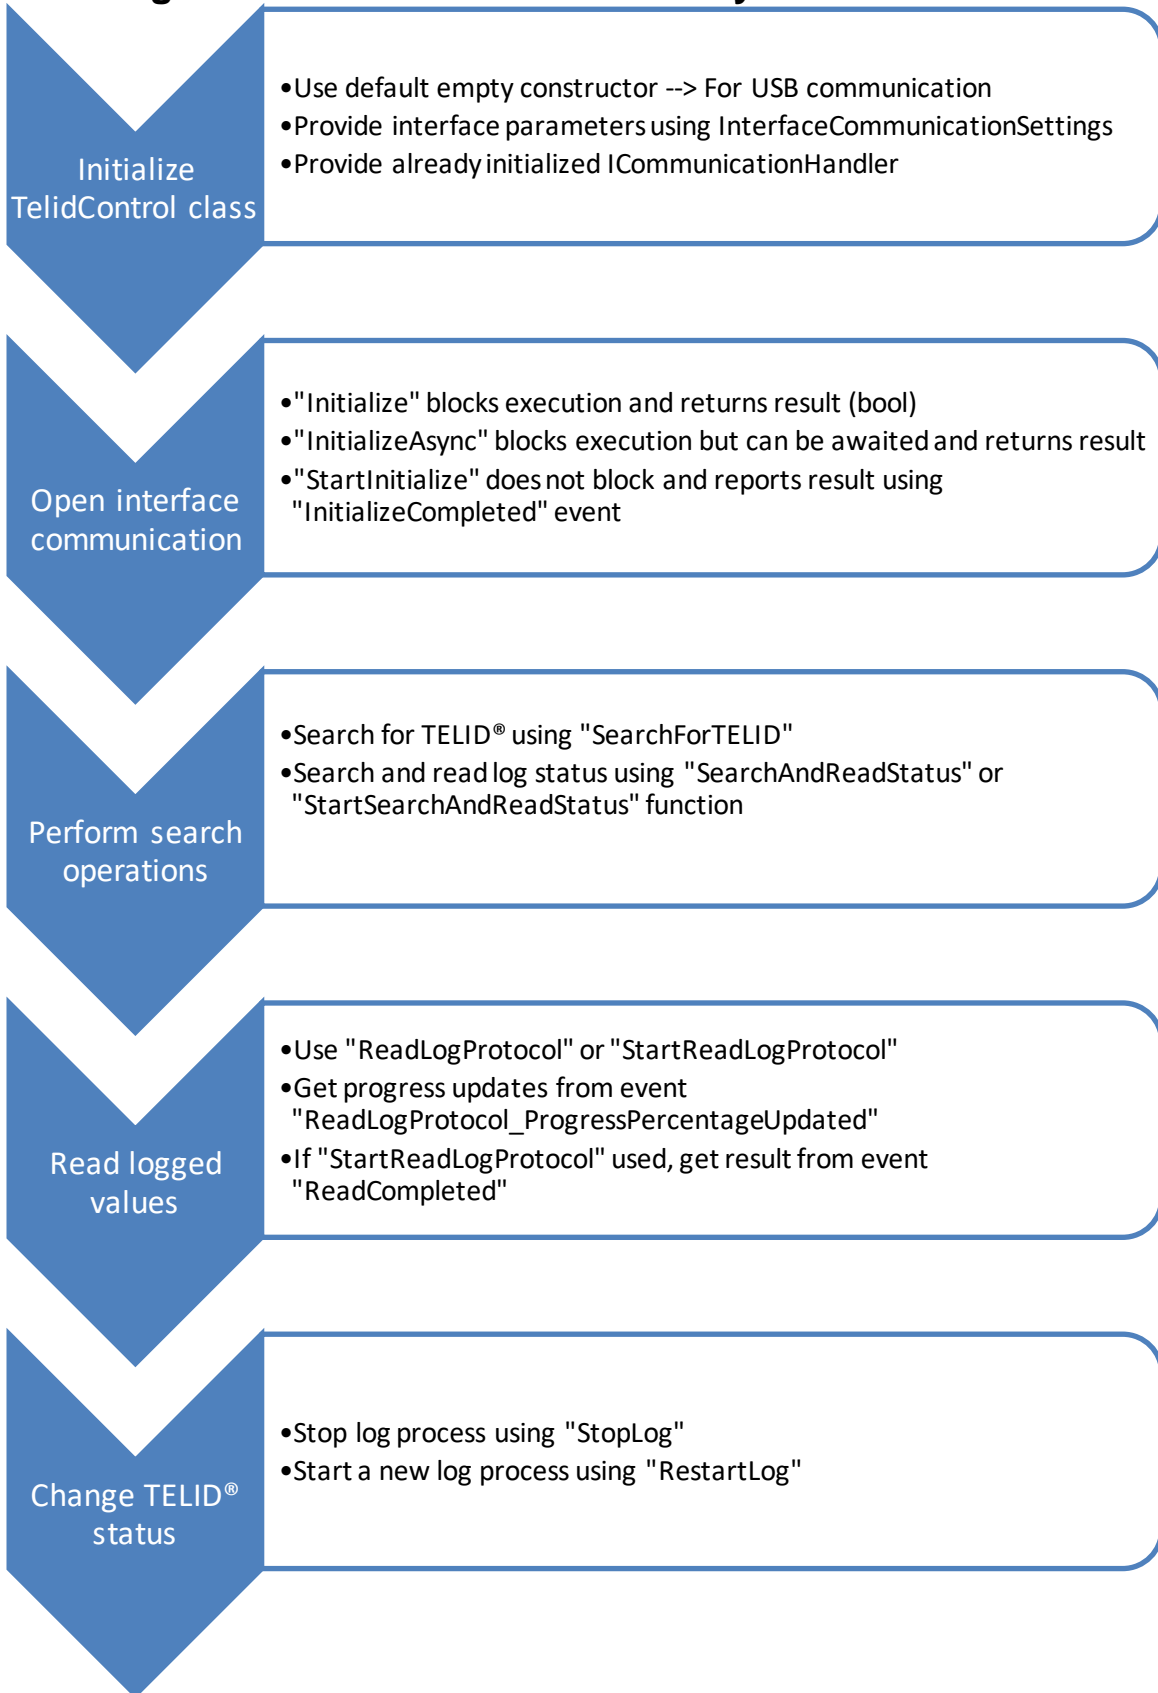 Initialize
TelidControl class
•Use default empty constructor --> For USB communication
•Provide interface parameters using InterfaceCommunicationSettings
•Provide already initialized ICommunicationHandler
Open interface
communication
•"Initialize" blocks execution and returns result (bool)
•"InitializeAsync" blocks execution but can be awaited and returns result
•"StartInitialize" does not block and reports result using
"InitializeCompleted" event
Perform search
operations
•Search for TELID® using "SearchForTELID"
•Search and read log status using "SearchAndReadStatus" or
"StartSearchAndReadStatus" function
Read logged
values
•Use "ReadLogProtocol" or "StartReadLogProtocol"
•Get progress updates from event
"ReadLogProtocol_ProgressPercentageUpdated"
•If "StartReadLogProtocol" used, get result from event
"ReadCompleted"
Change TELID®
status
•Stop log process using "StopLog"
•Start a new log process using "RestartLog"